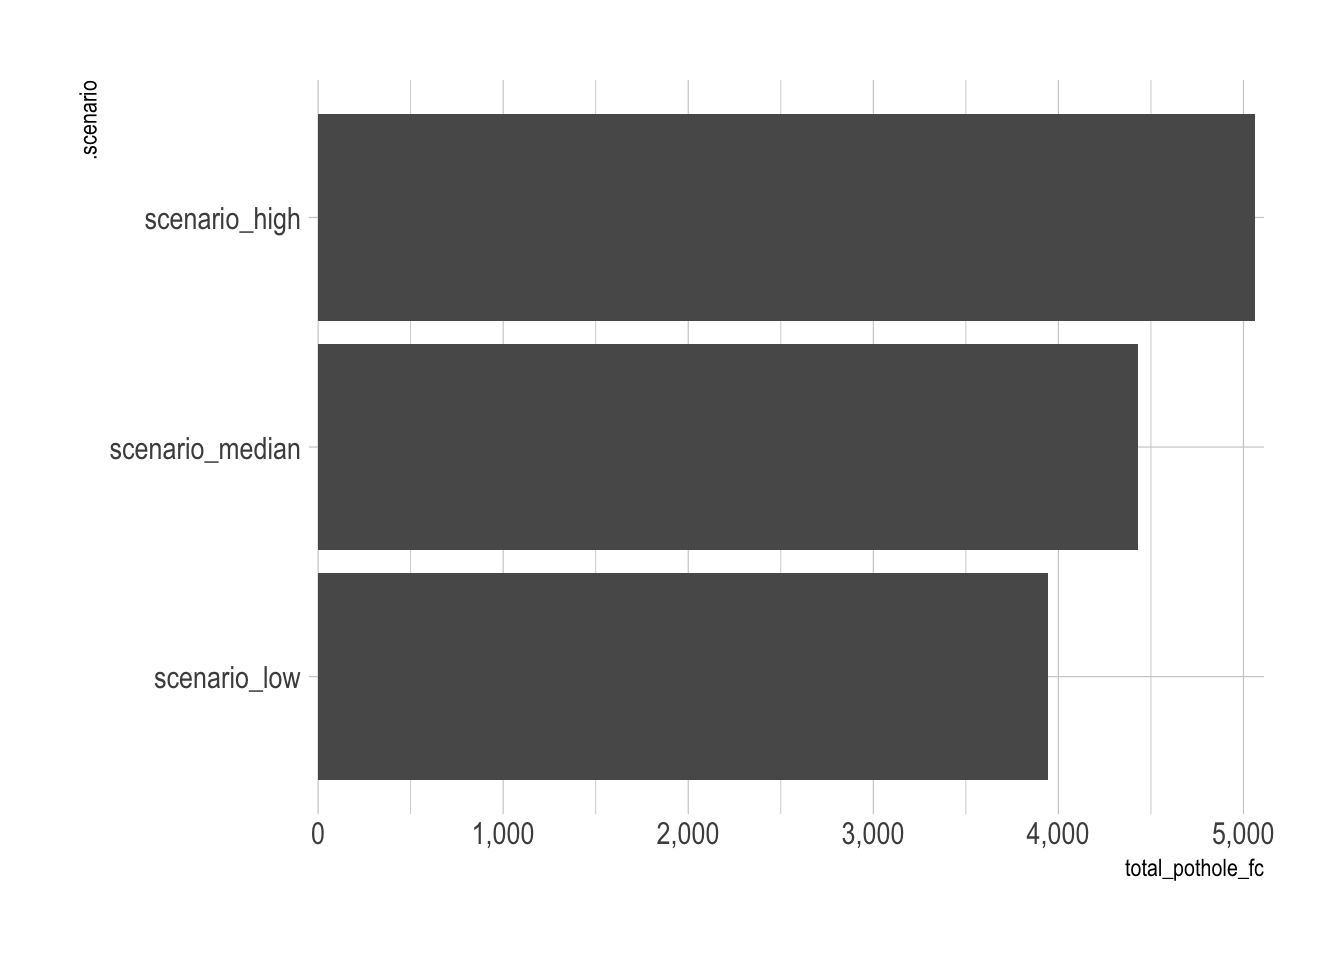 .scenario
scenario_high
scenario_median
scenario_low
0 1,000 2,000 3,000 4,000 5,000
total_pothole_fc